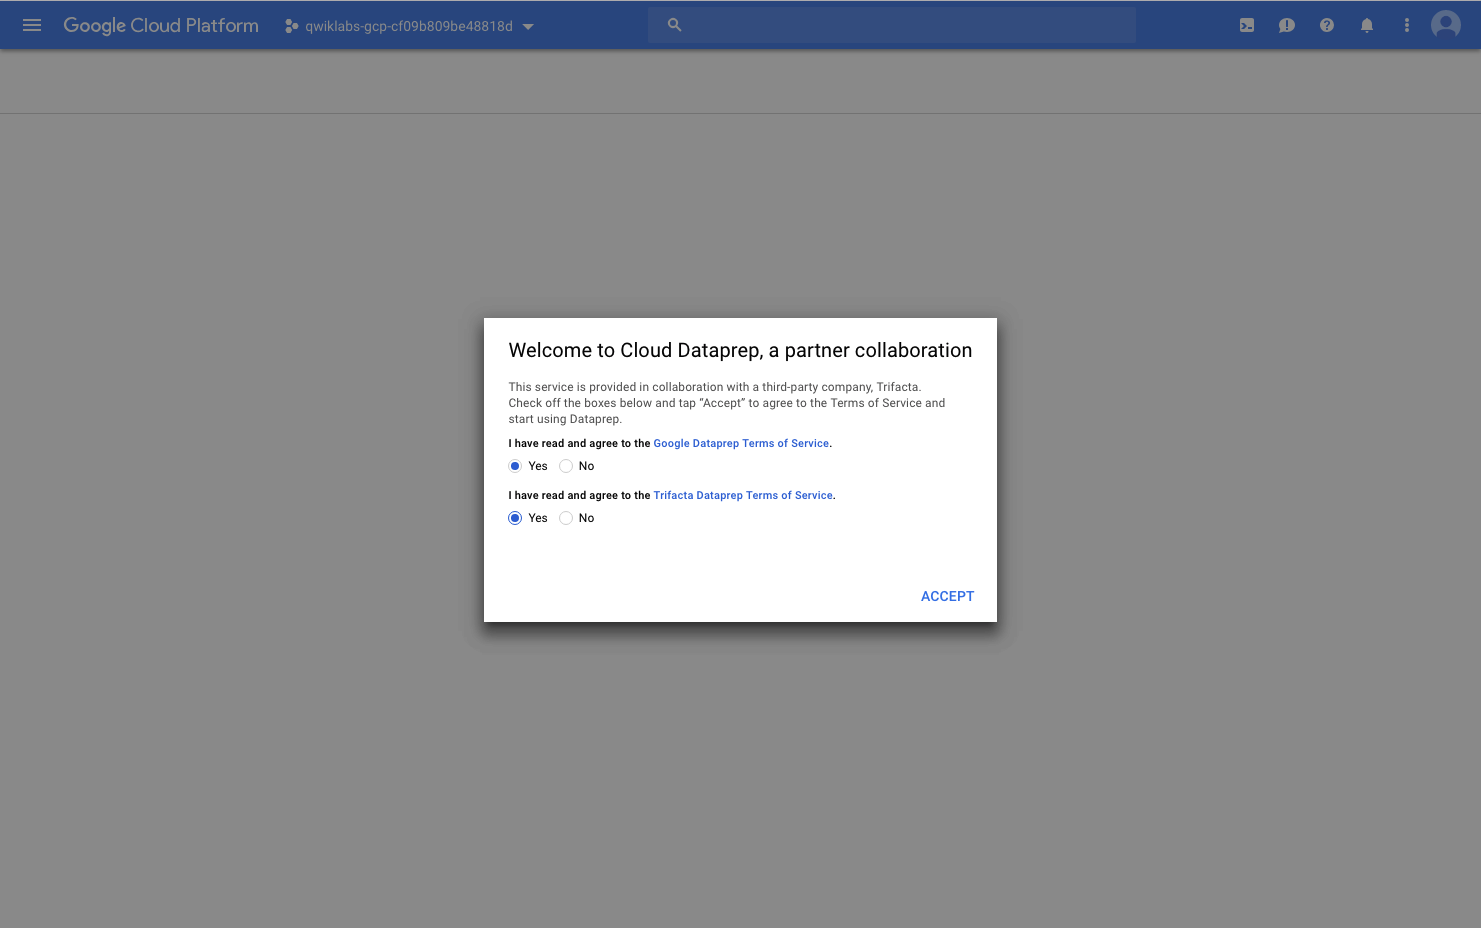 Google Cloud Platform
qwiklabs-gcp-cf09b809be48818d
Welcome to Cloud Dataprep, a partner collaboration
This service is provided in collaboration with a third-party company, Trifacta.
Check off the boxes below and tap “Accept” to agree to the Terms of Service and
start using Dataprep.
I have read and agree to the Google Dataprep Terms of Service.
Yes No
I have read and agree to the Trifacta Dataprep Terms of Service.
Yes No
ACCEPT